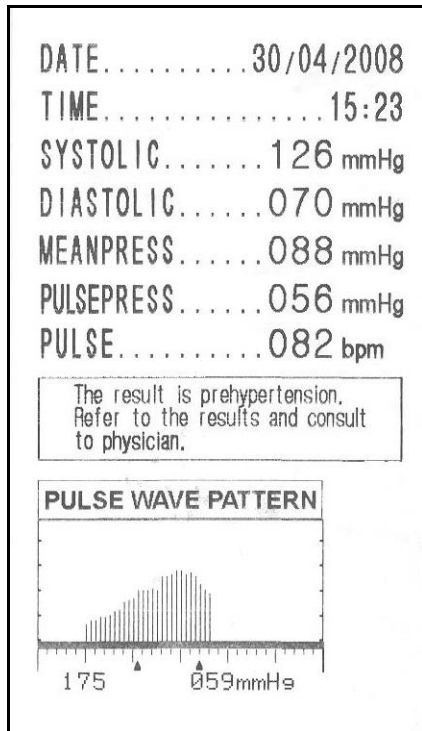 DATE..........30/04/2008
TIME................15:23
SYSTOLIC.......126 mmHg
DIASTOLIC......070 mmHg
MEANPRESS......088 mmHg
PULSEPRESS......056 mmHg
PULSE..........082 bpm
The result is prehypertension.
Refer to the results and consult
to physician.
PULSE WAVE PATTERN
175 059mmHg